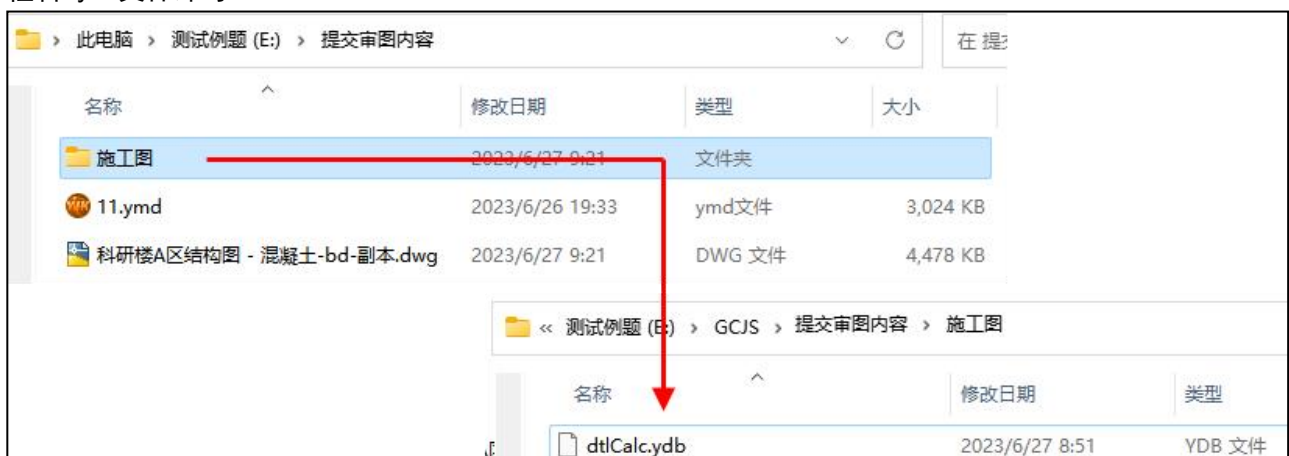 此电脑 › 测试例题 (E:) › 提交审图内容
在 提
名称 修改日期 类型 大小
施工图 2023/6/27 9:21 文件夹
11.ymd 2023/6/26 19:33 ymd文件 3,024 KB
科研楼A区结构图 - 混凝土-bd-副本.dwg 2023/6/27 9:21 DWG 文件 4,478 KB
« 测试例题 (E:) › GCJS › 提交审图内容 › 施工图
名称 修改日期 类型
dtlCalc.ydb 2023/6/27 8:51 YDB 文件